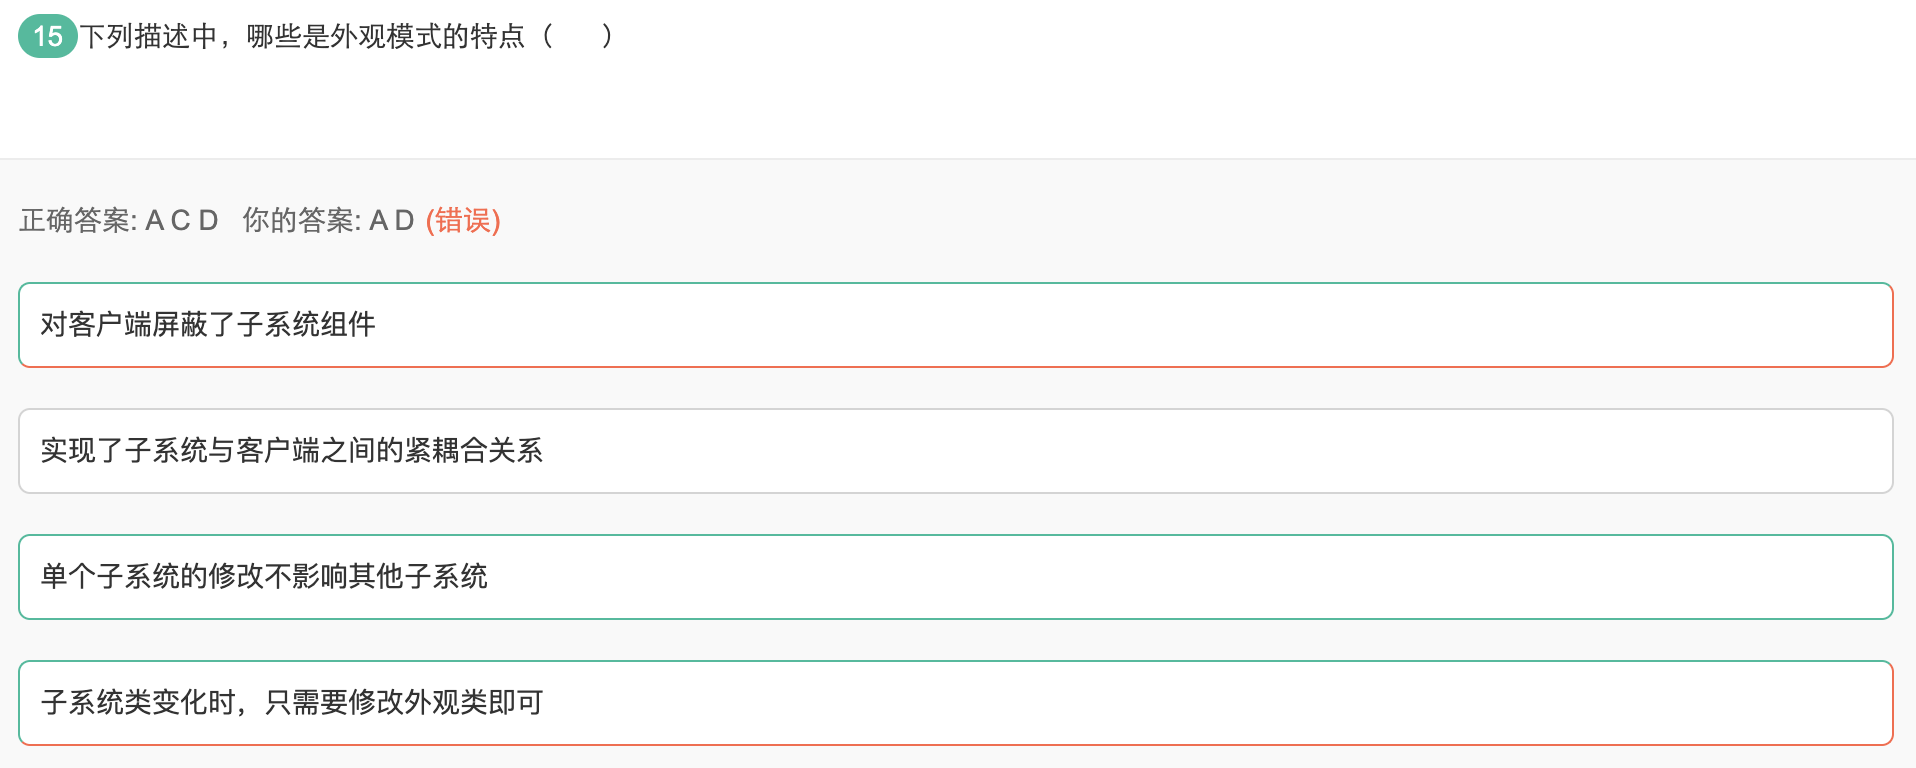 15 下列描述中，哪些是外观模式的特点（　　）
正确答案: A C D 你的答案: A D (错误)
对客户端屏蔽了子系统组件
实现了子系统与客户端之间的紧耦合关系
单个子系统的修改不影响其他子系统
子系统类变化时，只需要修改外观类即可